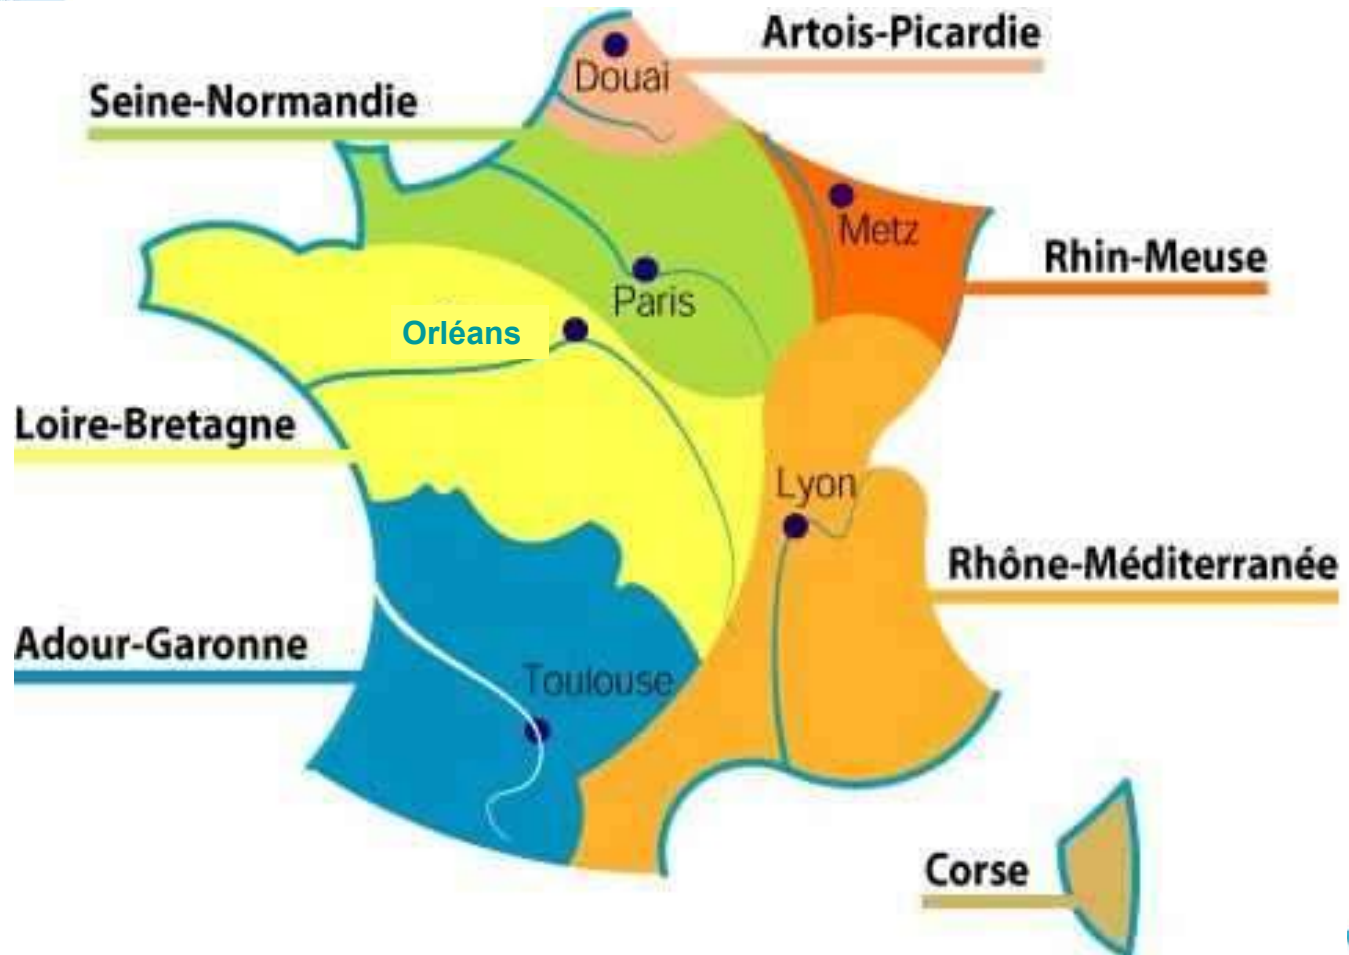 Artois-Picardie
Douai
Seine-Normandie
Metz
Rhin-Meuse
Paris
Orléans
Loire-Bretagne
Lyon
Rhône-Méditerranée
Adour-Garonne
Toulouse
Corse